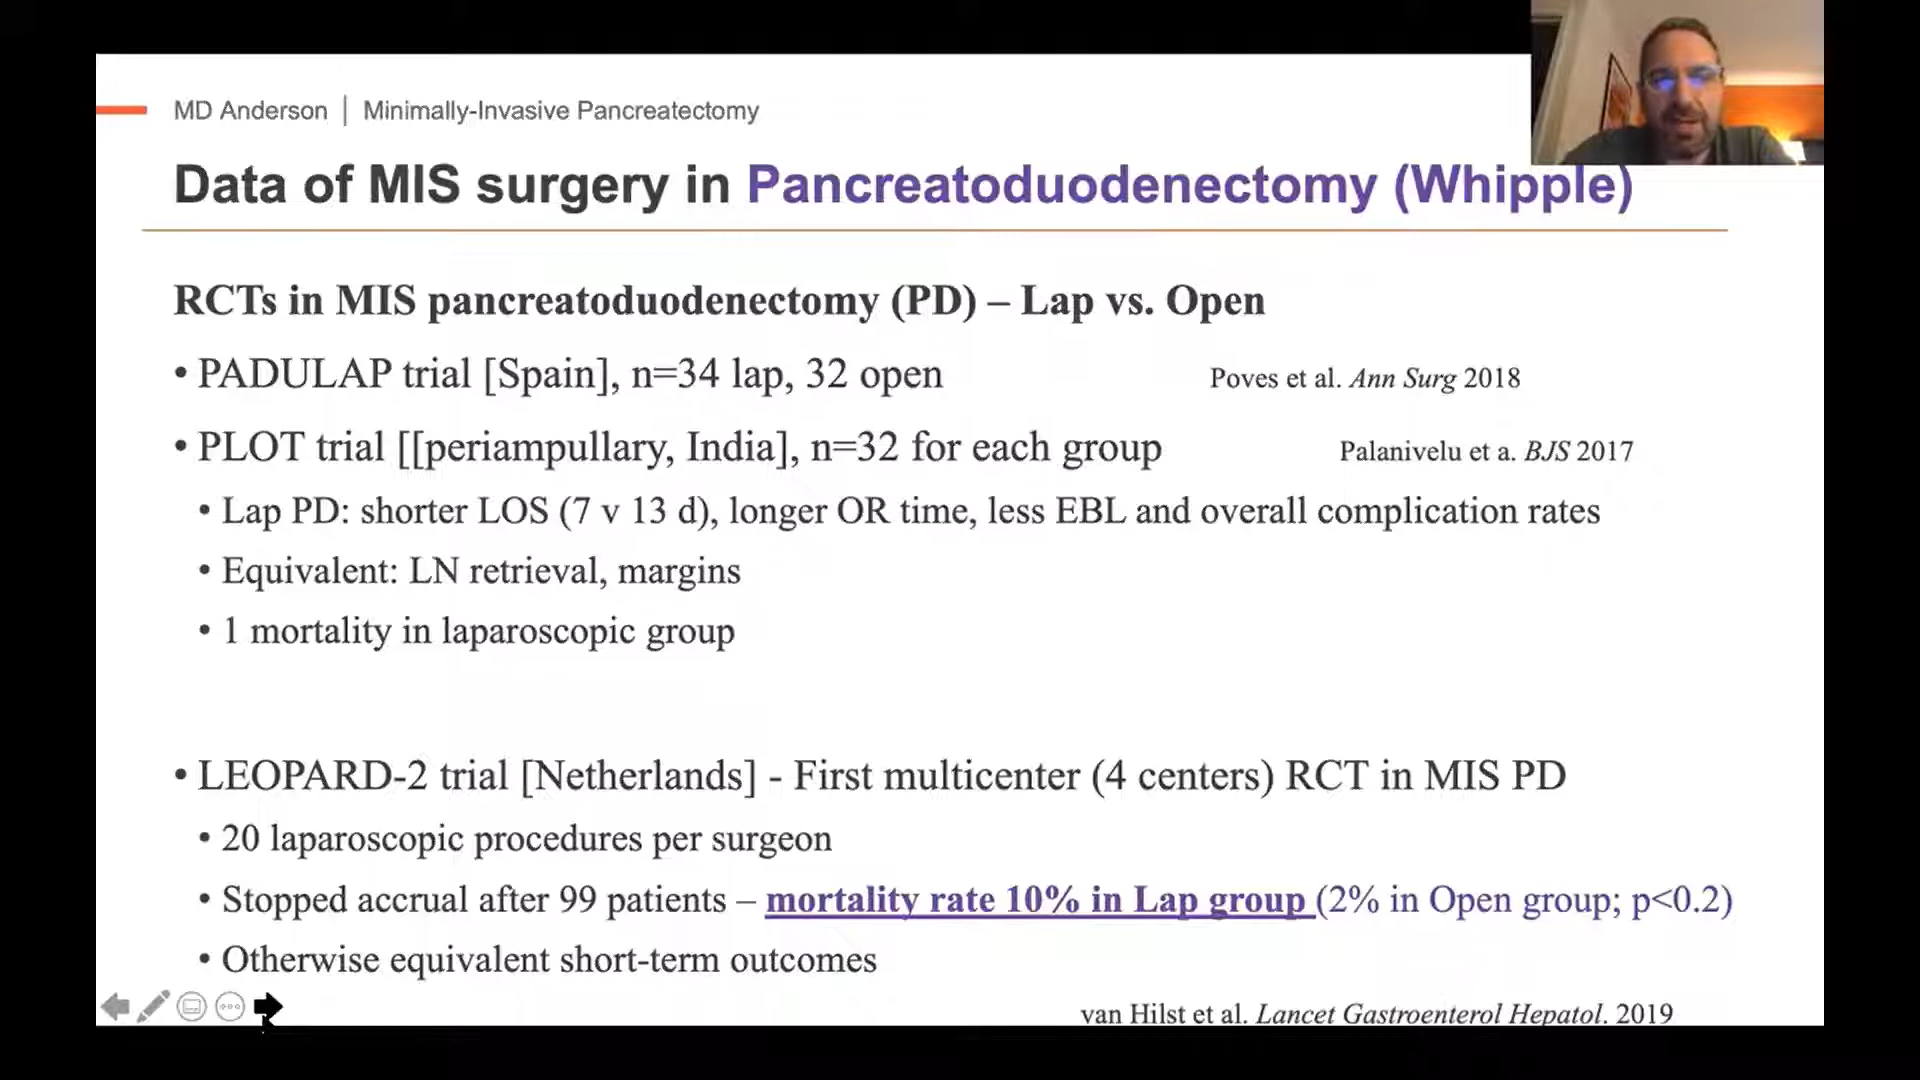 MD Anderson | Minimally-Invasive Pancreatectomy
Data of MIS surgery in Pancreatoduodenectomy (Whipple)
RCTs in MIS pancreatoduodenectomy (PD) – Lap vs. Open
• PADULAP trial [Spain], n=34 lap, 32 open Poves et al. Ann Surg 2018
• PLOT trial [[periampullary, India], n=32 for each group Palanivelu et a. BJS 2017
• Lap PD: shorter LOS (7 v 13 d), longer OR time, less EBL and overall complication rates
• Equivalent: LN retrieval, margins
• 1 mortality in laparoscopic group
• LEOPARD-2 trial [Netherlands] - First multicenter (4 centers) RCT in MIS PD
• 20 laparoscopic procedures per surgeon
• Stopped accrual after 99 patients – mortality rate 10% in Lap group (2% in Open group; p<0.2)
• Otherwise equivalent short-term outcomes
van Hilst et al. Lancet Gastroenterol Hepatol. 2019